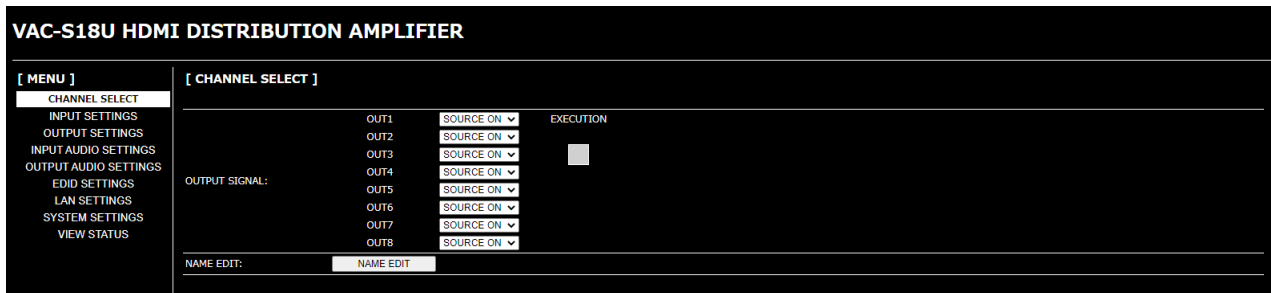 VAC-S18U HDMI DISTRIBUTION AMPLIFIER
[ MENU ]
CHANNEL SELECT
INPUT SETTINGS
OUTPUT SETTINGS
INPUT AUDIO SETTINGS
OUTPUT AUDIO SETTINGS
EDID SETTINGS
LAN SETTINGS
SYSTEM SETTINGS
VIEW STATUS
[ CHANNEL SELECT ]
OUTPUT SIGNAL:
OUT1 SOURCE ON EXECUTION
OUT2 SOURCE ON
OUT3 SOURCE ON
OUT4 SOURCE ON
OUT5 SOURCE ON
OUT6 SOURCE ON
OUT7 SOURCE ON
OUT8 SOURCE ON
NAME EDIT: NAME EDIT